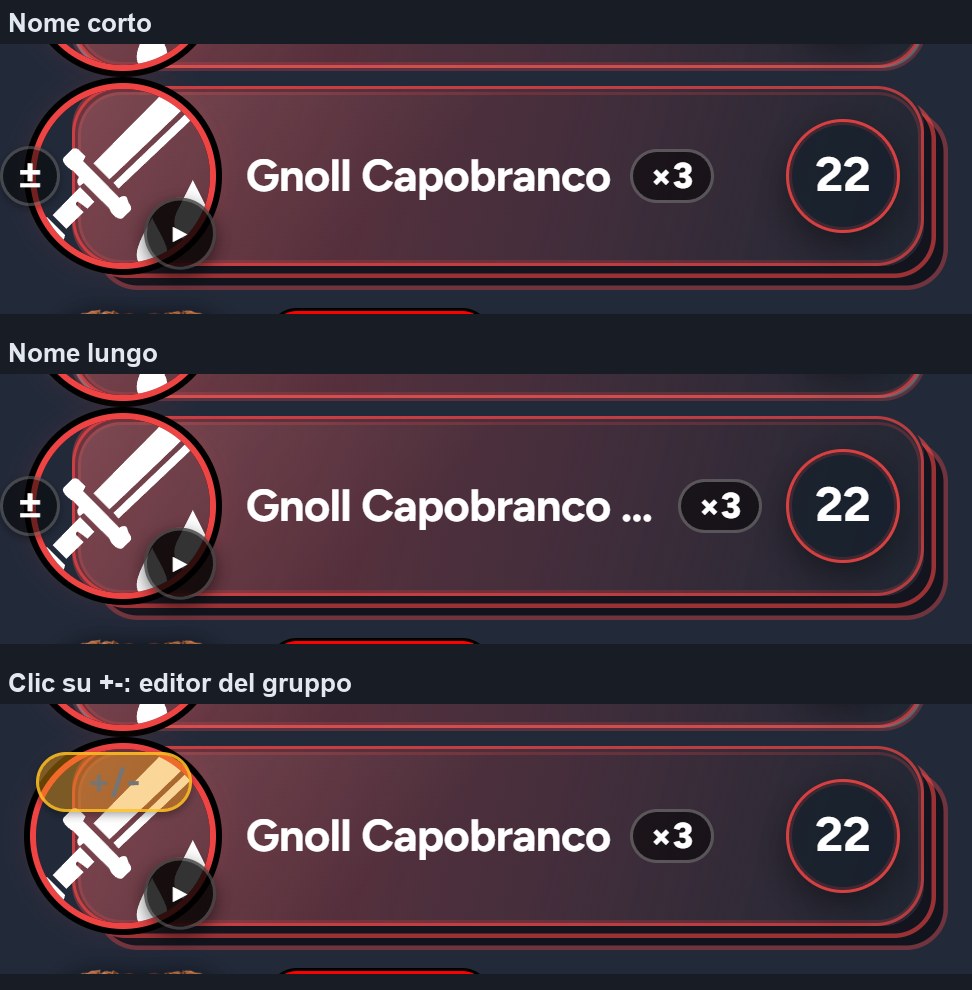 Nome corto
±
Gnoll Capobranco ×3 22
Nome lungo
±
Gnoll Capobranco ... ×3 22
Clic su +-: editor del gruppo
+/-
Gnoll Capobranco ×3 22